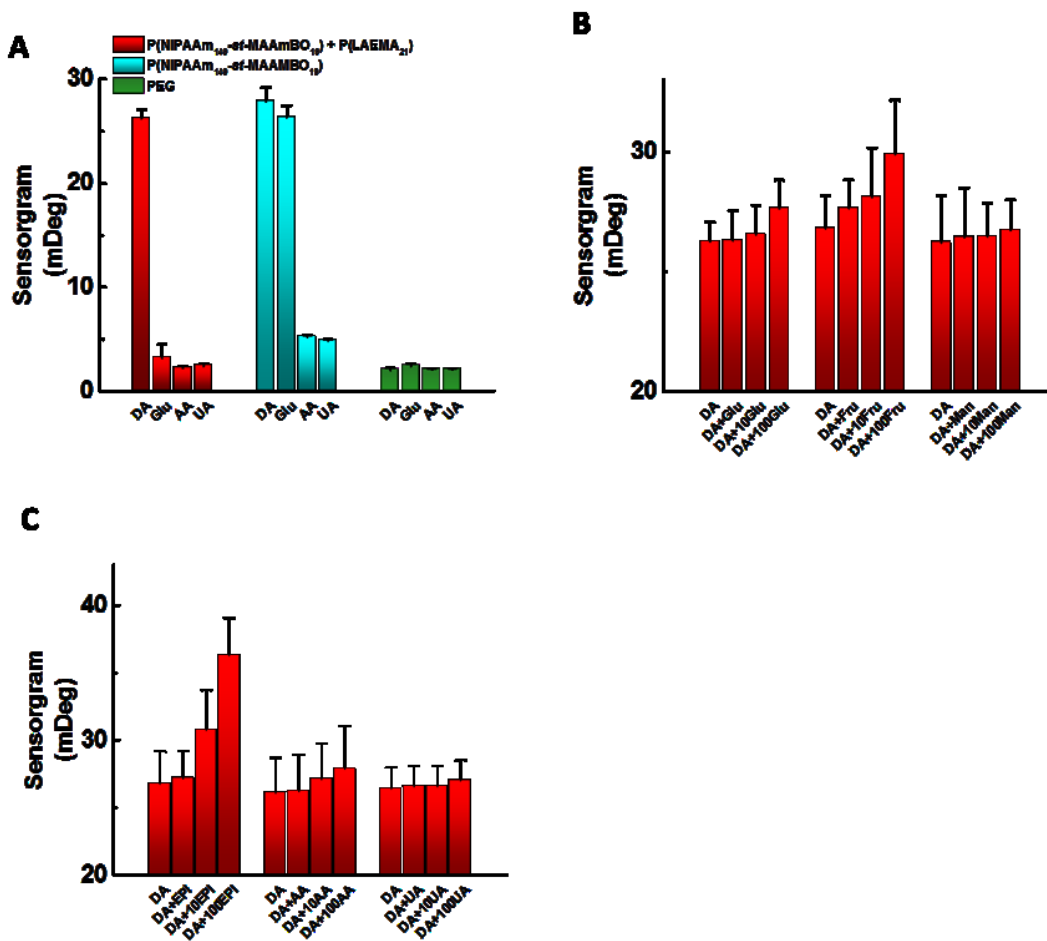 A
P(NIPAAm₁₄₉-st-MAAmBO₁₉) + P(LAEMA₂₁)
P(NIPAAm₁₄₉-st-MAAMBO₁₉)
PEG
Sensorgram
(mDeg)
30
20
10
0
DA Glu AA UA DA Glu AA UA DA Glu AA UA
B
Sensorgram
(mDeg)
30
20
DA DA+Glu DA+10Glu DA+100Glu DA DA+Fru DA+10Fru DA+100Fru DA DA+Man DA+10Man DA+100Man
C
Sensorgram
(mDeg)
40
30
20
DA DA+EPI DA+10EPI DA+100EPI DA DA+AA DA+10AA DA+100AA DA DA+UA DA+10UA DA+100UA